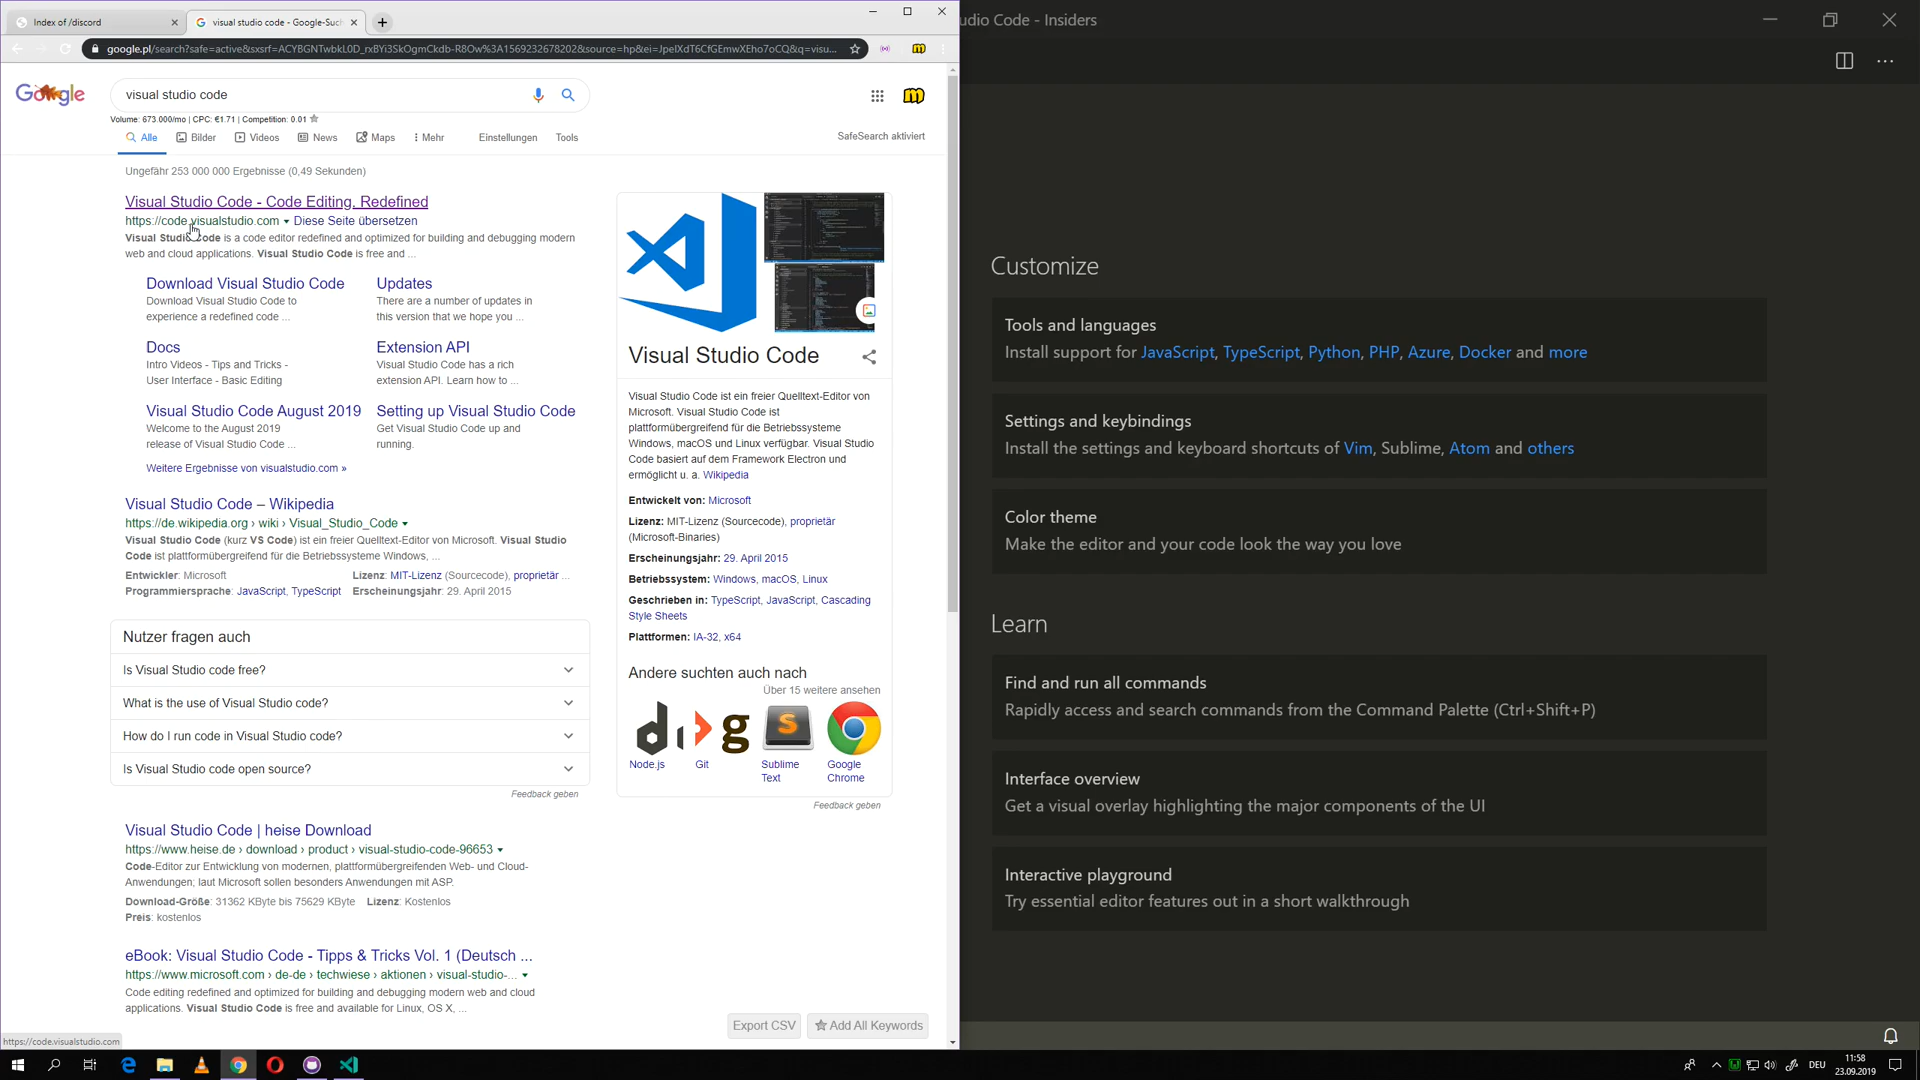 Index of /discord
visual studio code - Google-Such
google.pl/search?safe=active&sxsrf=ACYBGNTwbkL0D_rxBYi3SkOgmCkdb-R8Ow%3A1569232678202&source=hp&ei=JpeIXdT6CfGEmwXEho7oCQ&q=visu...
Google
visual studio code
Volume: 673.000/mo | CPC: €1.71 | Competition: 0.01
Alle
Bilder
Videos
News
Maps
Mehr
Einstellungen
Tools
SafeSearch aktiviert
Ungefähr 253 000 000 Ergebnisse (0,49 Sekunden)
Visual Studio Code - Code Editing. Redefined
https://code.visualstudio.com
Diese Seite übersetzen
Visual Studio Code is a code editor redefined and optimized for building and debugging modern
web and cloud applications. Visual Studio Code is free and ...
Download Visual Studio Code
Download Visual Studio Code to
experience a redefined code ...
Updates
There are a number of updates in
this version that we hope you ...
Docs
Intro Videos - Tips and Tricks -
User Interface - Basic Editing
Extension API
Visual Studio Code has a rich
extension API. Learn how to ...
Visual Studio Code August 2019
Welcome to the August 2019
release of Visual Studio Code ...
Setting up Visual Studio Code
Get Visual Studio Code up and
running.
Weitere Ergebnisse von visualstudio.com »
Visual Studio Code – Wikipedia
https://de.wikipedia.org › wiki › Visual_Studio_Code
Visual Studio Code (kurz VS Code) ist ein freier Quelltext-Editor von Microsoft. Visual Studio
Code ist plattformübergreifend für die Betriebssysteme Windows, ...
Entwickler: Microsoft
Lizenz: MIT-Lizenz (Sourcecode), proprietär ...
Programmiersprache: JavaScript, TypeScript
Erscheinungsjahr: 29. April 2015
Nutzer fragen auch
Is Visual Studio code free?
What is the use of Visual Studio code?
How do I run code in Visual Studio code?
Is Visual Studio code open source?
Feedback geben
Visual Studio Code | heise Download
https://www.heise.de › download › product › visual-studio-code-96653
Code-Editor zur Entwicklung von modernen, plattformübergreifenden Web- und Cloud-
Anwendungen; laut Microsoft sollen besonders Anwendungen mit ASP.
Download-Größe: 31362 KByte bis 75629 KByte Lizenz: Kostenlos
Preis: kostenlos
eBook: Visual Studio Code - Tipps & Tricks Vol. 1 (Deutsch ...
https://www.microsoft.com › de-de › techwiese › aktionen › visual-studio-...
Code editing redefined and optimized for building and debugging modern web and cloud
applications. Visual Studio Code is free and available for Linux, OS X, ...
Visual Studio Code
Visual Studio Code ist ein freier Quelltext-Editor von
Microsoft. Visual Studio Code ist
plattformübergreifend für die Betriebssysteme
Windows, macOS und Linux verfügbar. Visual Studio
Code basiert auf dem Framework Electron und
ermöglicht u. a. Wikipedia
Entwickelt von: Microsoft
Lizenz: MIT-Lizenz (Sourcecode), proprietär
(Microsoft-Binaries)
Erscheinungsjahr: 29. April 2015
Betriebssystem: Windows, macOS, Linux
Geschrieben in: TypeScript, JavaScript, Cascading
Style Sheets
Plattformen: IA-32, x64
Andere suchten auch nach
Über 15 weitere ansehen
Node.js
Git
Sublime
Text
Google
Chrome
Feedback geben
Export CSV
Add All Keywords
https://code.visualstudio.com
udio Code - Insiders
Customize
Tools and languages
Install support for JavaScript, TypeScript, Python, PHP, Azure, Docker and more
Settings and keybindings
Install the settings and keyboard shortcuts of Vim, Sublime, Atom and others
Color theme
Make the editor and your code look the way you love
Learn
Find and run all commands
Rapidly access and search commands from the Command Palette (Ctrl+Shift+P)
Interface overview
Get a visual overlay highlighting the major components of the UI
Interactive playground
Try essential editor features out in a short walkthrough
DEU
11:58
23.09.2019